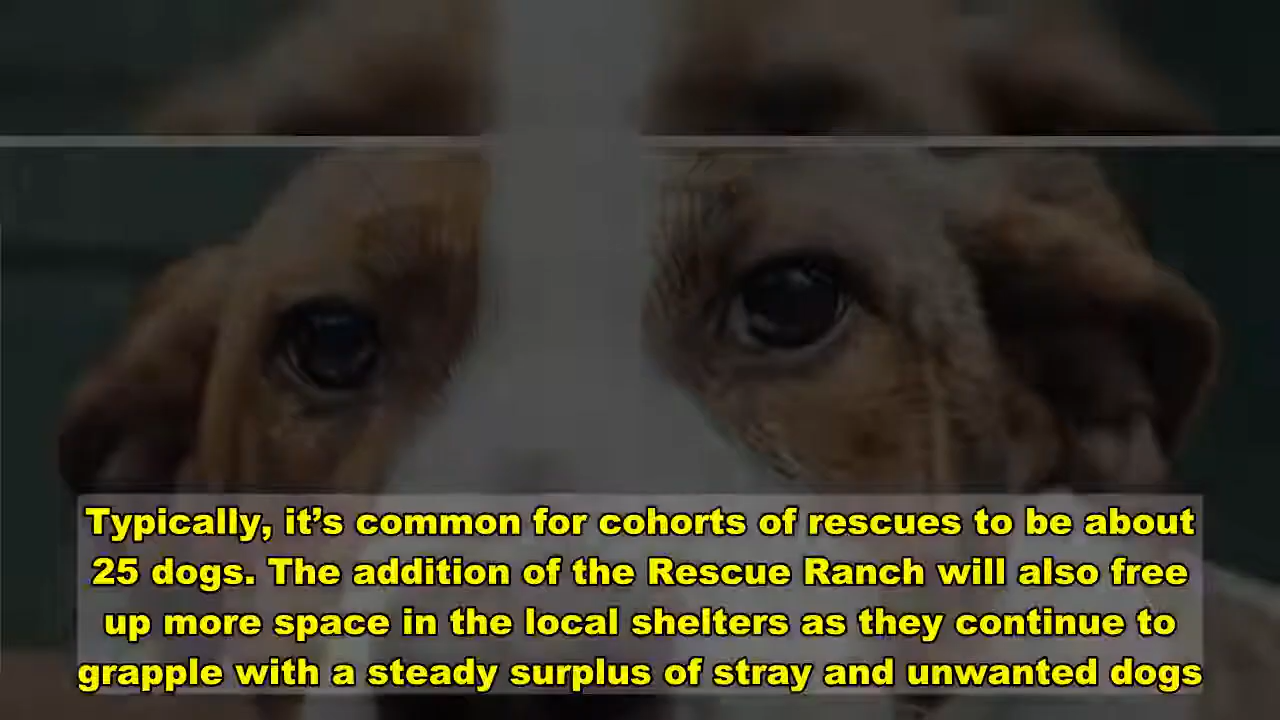 Typically, it’s common for cohorts of rescues to be about
25 dogs. The addition of the Rescue Ranch will also free
up more space in the local shelters as they continue to
grapple with a steady surplus of stray and unwanted dogs